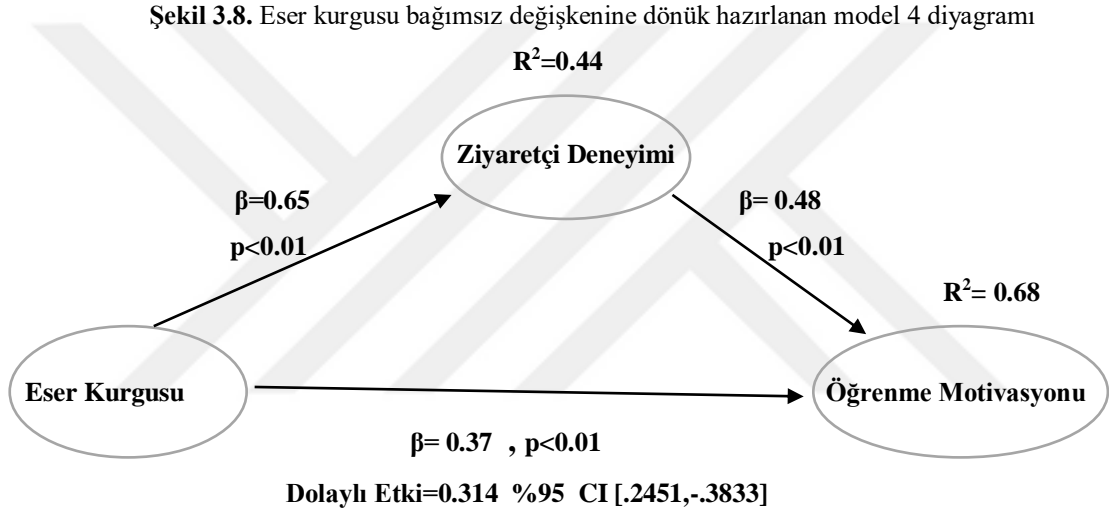 Şekil 3.8. Eser kurgusu bağımsız değişkenine dönük hazırlanan model 4 diyagramı
R²=0.44
Ziyaretçi Deneyimi
β=0.65
p<0.01
β= 0.48
p<0.01
R²= 0.68
Eser Kurgusu
Öğrenme Motivasyonu
β= 0.37 , p<0.01
Dolaylı Etki=0.314 %95 CI [.2451,-.3833]